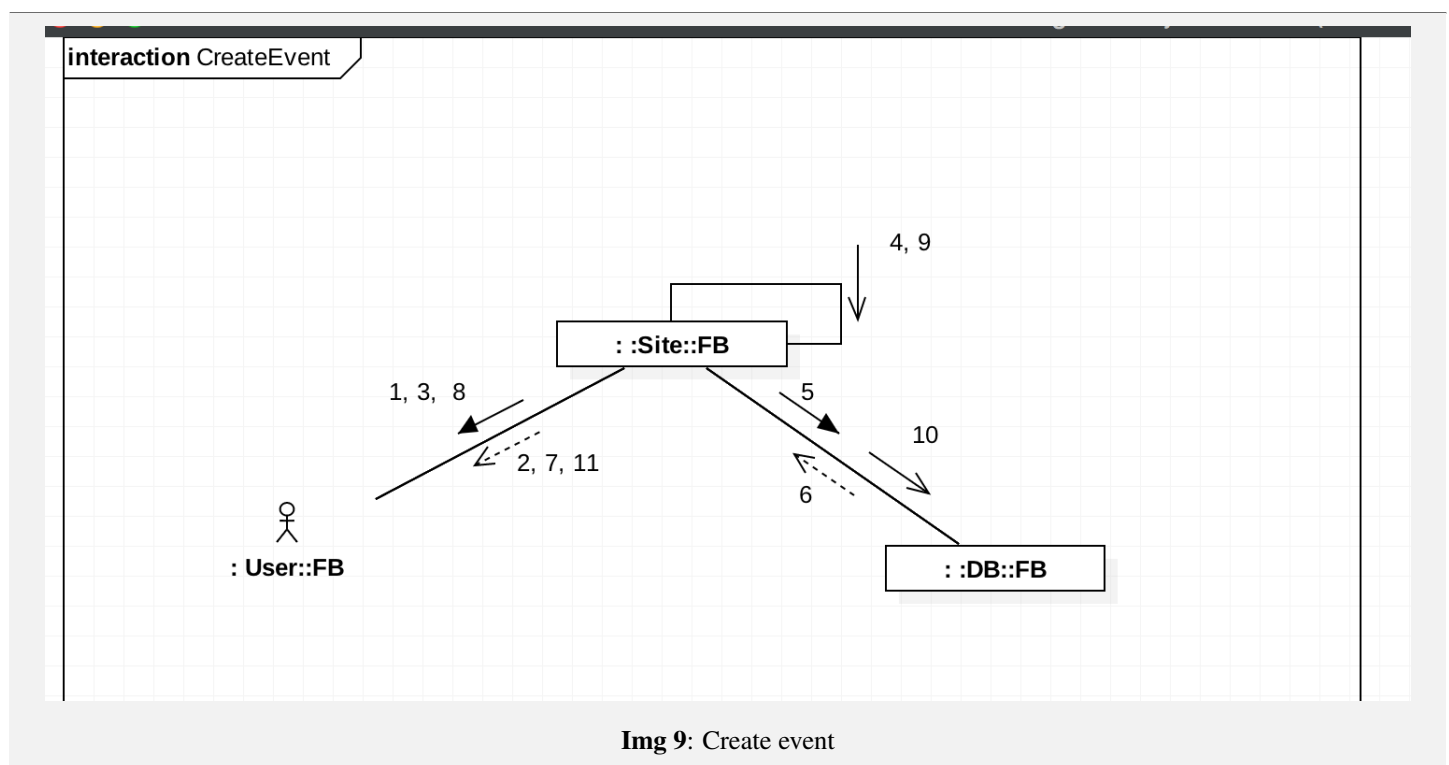 interaction CreateEvent
4, 9
: :Site::FB
1, 3, 8
5
10
2, 7, 11
6
: User::FB
: :DB::FB
Img 9: Create event